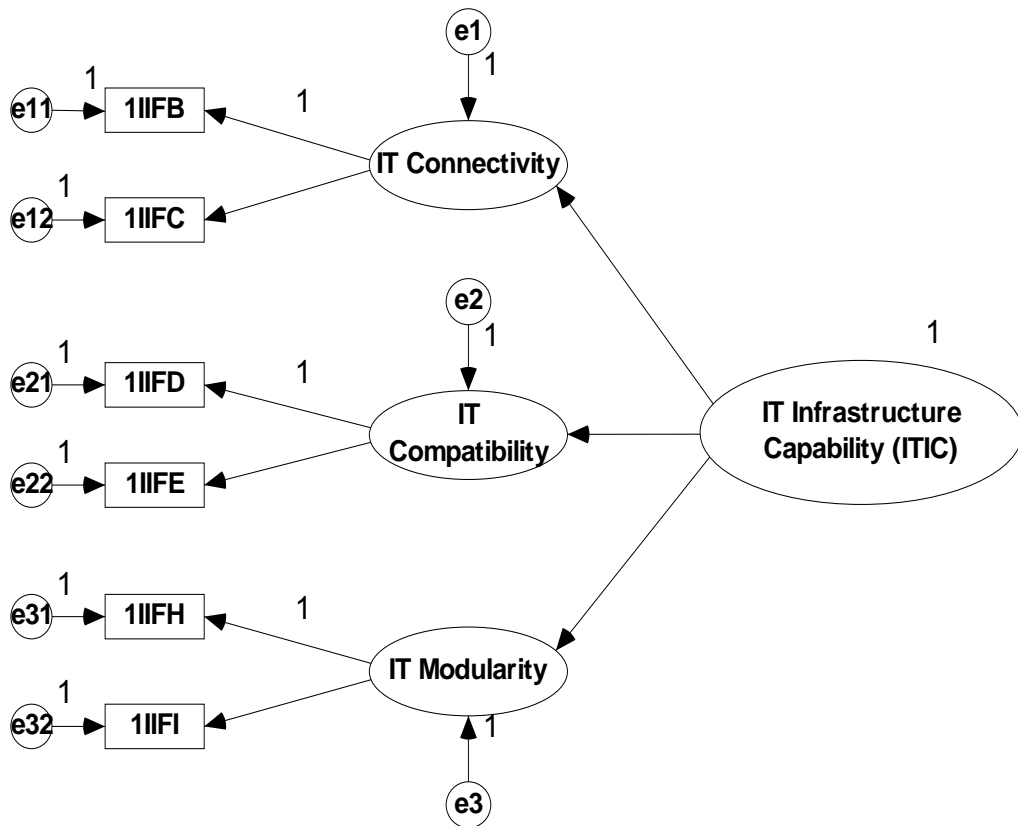 e1
1
1
e11
1IIFB
1
IT Connectivity
1
e12
1IIFC
e2
1
1
e21
1IIFD
1
IT
Compatibility
1
e22
1IIFE
1
IT Infrastructure
Capability (ITIC)
1
e31
1IIFH
1
IT Modularity
1
e32
1IIFI
1
e3